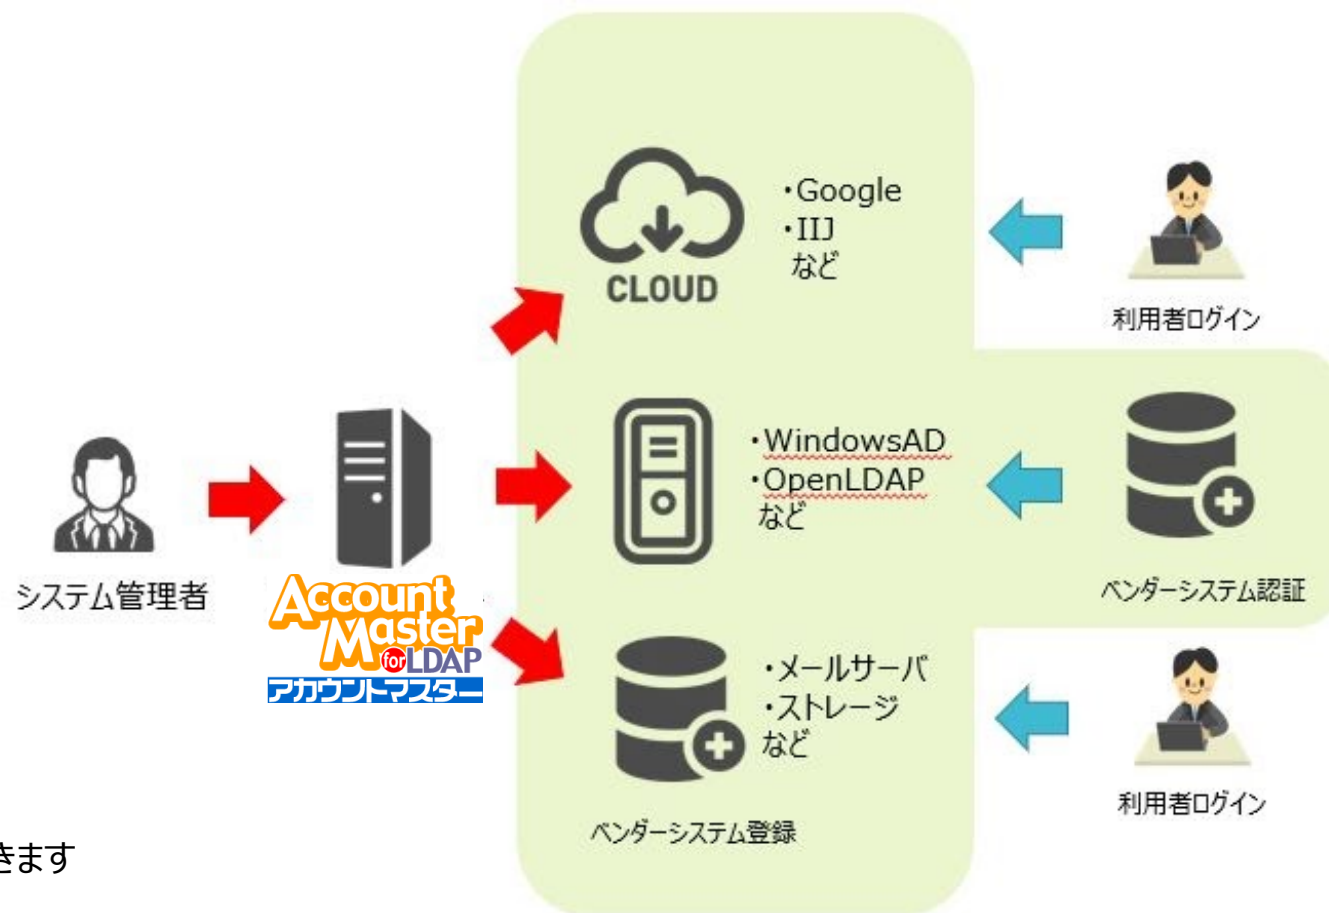 CLOUD
・Google
・IIJ
など
利用者ログイン
システム管理者
Account
Master
for LDAP
アカウントマスター
・WindowsAD
・OpenLDAP
など
ベンダーシステム認証
・メールサーバ
・ストレージ
など
ベンダーシステム登録
利用者ログイン
きます